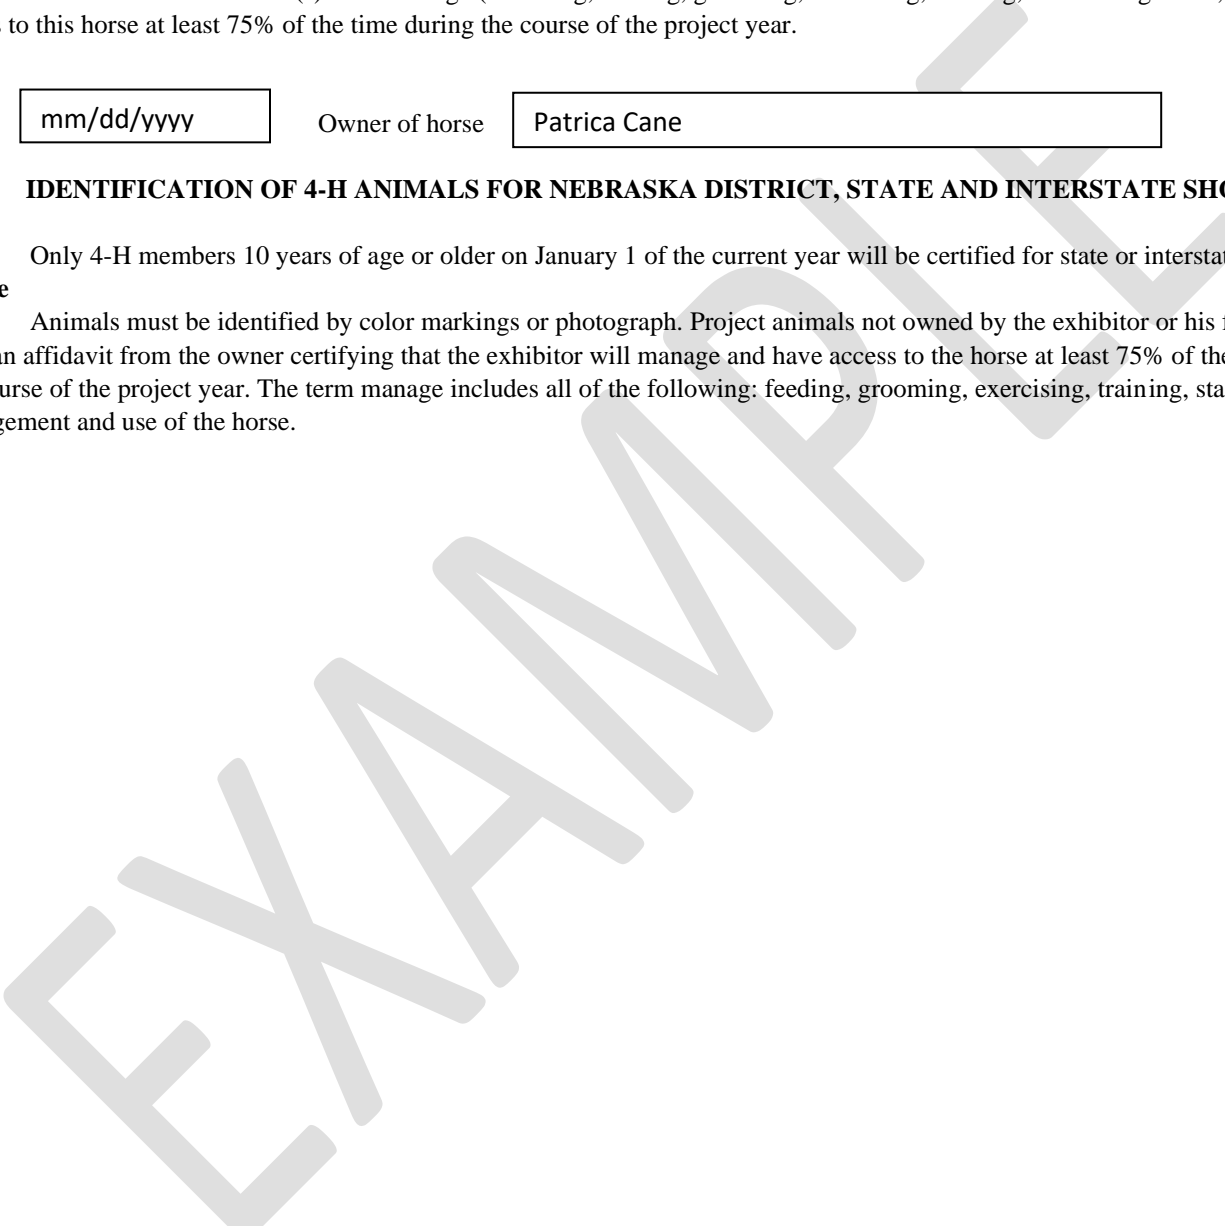 to this horse at least 75% of the time during the course of the project year.
mm/dd/yyyy Owner of horse Patrica Cane
IDENTIFICATION OF 4-H ANIMALS FOR NEBRASKA DISTRICT, STATE AND INTERSTATE SHO
Only 4-H members 10 years of age or older on January 1 of the current year will be certified for state or interstat
e
Animals must be identified by color markings or photograph. Project animals not owned by the exhibitor or his f
an affidavit from the owner certifying that the exhibitor will manage and have access to the horse at least 75% of the
urse of the project year. The term manage includes all of the following: feeding, grooming, exercising, training, sta
gement and use of the horse.
EXAMPLE